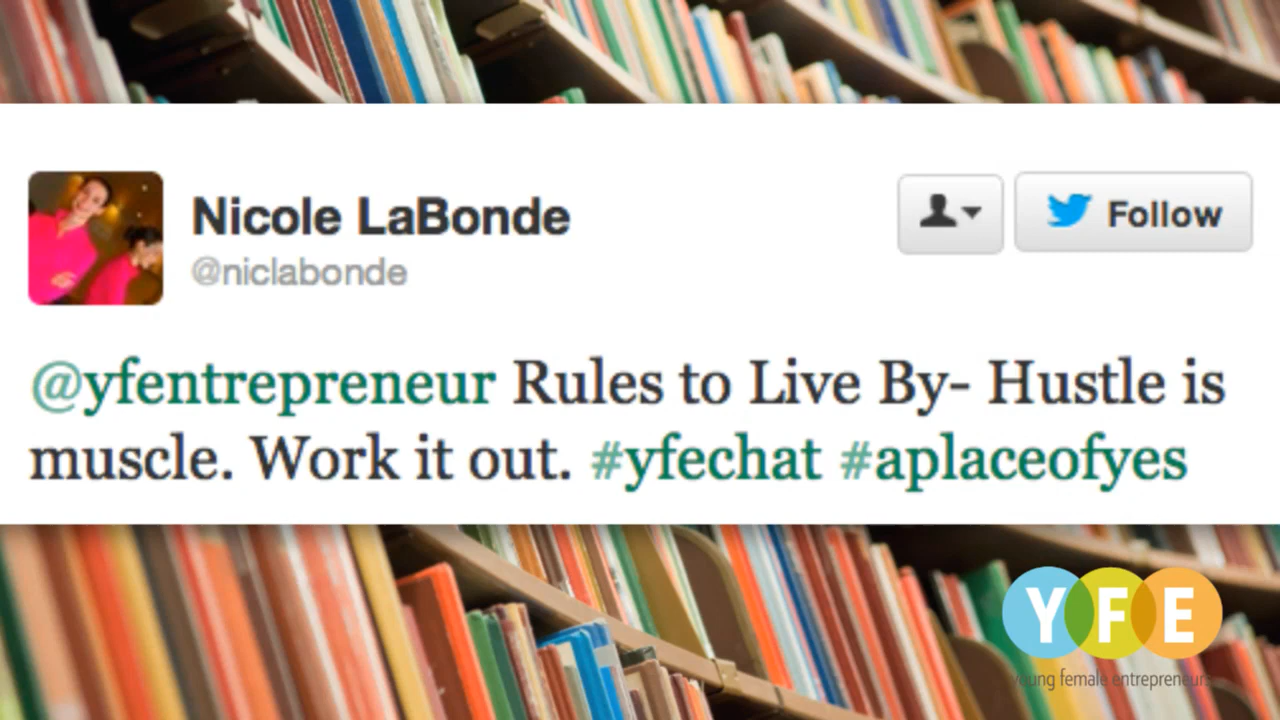 Nicole LaBonde
@niclabonde
Follow
@yfentrepreneur Rules to Live By- Hustle is
muscle. Work it out. #yfechat #aplaceofyes
YFE
young female entrepreneurs